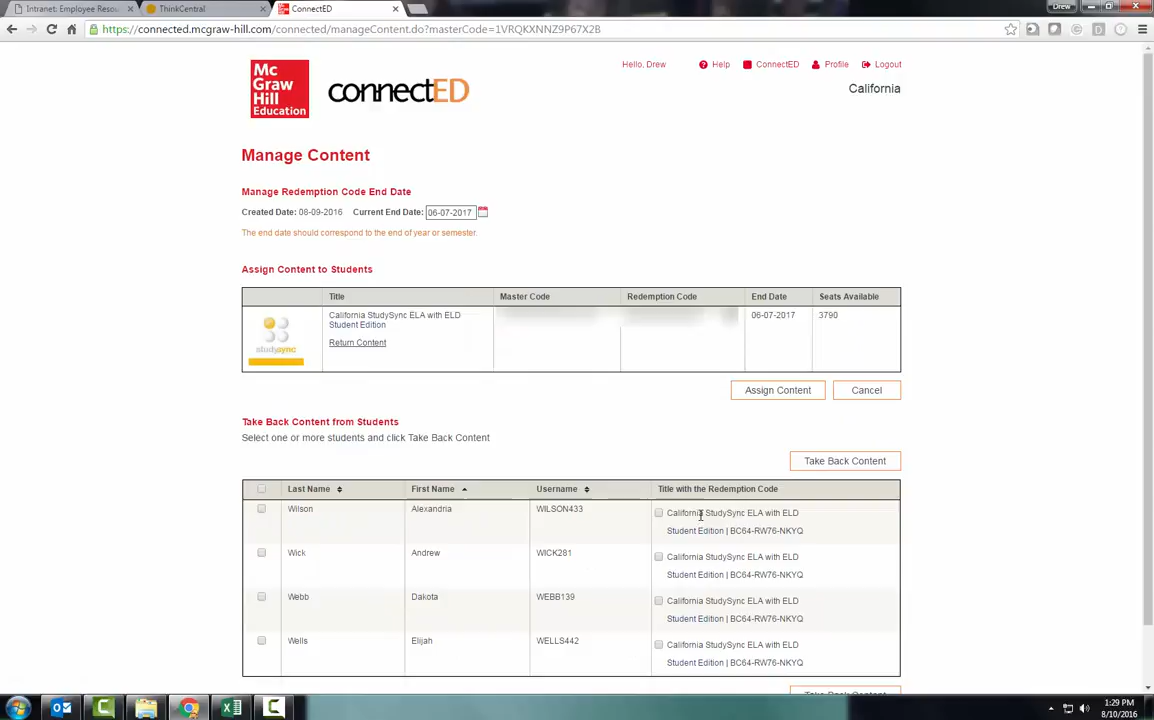 Intranet: Employee Resou
ThinkCentral
ConnectED
Drew
https://connected.mcgraw-hill.com/connected/manageContent.do?masterCode=1VRQKXNNZ9P67X2B
Mc
Graw
Hill
Education
connectED
Hello, Drew
Help
ConnectED
Profile
Logout
California
Manage Content
Manage Redemption Code End Date
Created Date: 08-09-2016 Current End Date: 06-07-2017
The end date should correspond to the end of year or semester.
Assign Content to Students
Title Master Code Redemption Code End Date Seats Available
studysync
California StudySync ELA with ELD 06-07-2017 3790
Student Edition
Return Content
Assign Content Cancel
Take Back Content from Students
Select one or more students and click Take Back Content
Take Back Content
Last Name First Name Username Title with the Redemption Code
Wilson Alexandria WILSON433 California StudySync ELA with ELD
Student Edition | BC64-RW76-NKYQ
Wick Andrew WICK281 California StudySync ELA with ELD
Student Edition | BC64-RW76-NKYQ
Webb Dakota WEBB139 California StudySync ELA with ELD
Student Edition | BC64-RW76-NKYQ
Wells Elijah WELLS442 California StudySync ELA with ELD
Student Edition | BC64-RW76-NKYQ
Take Back Content
1:29 PM
8/10/2016